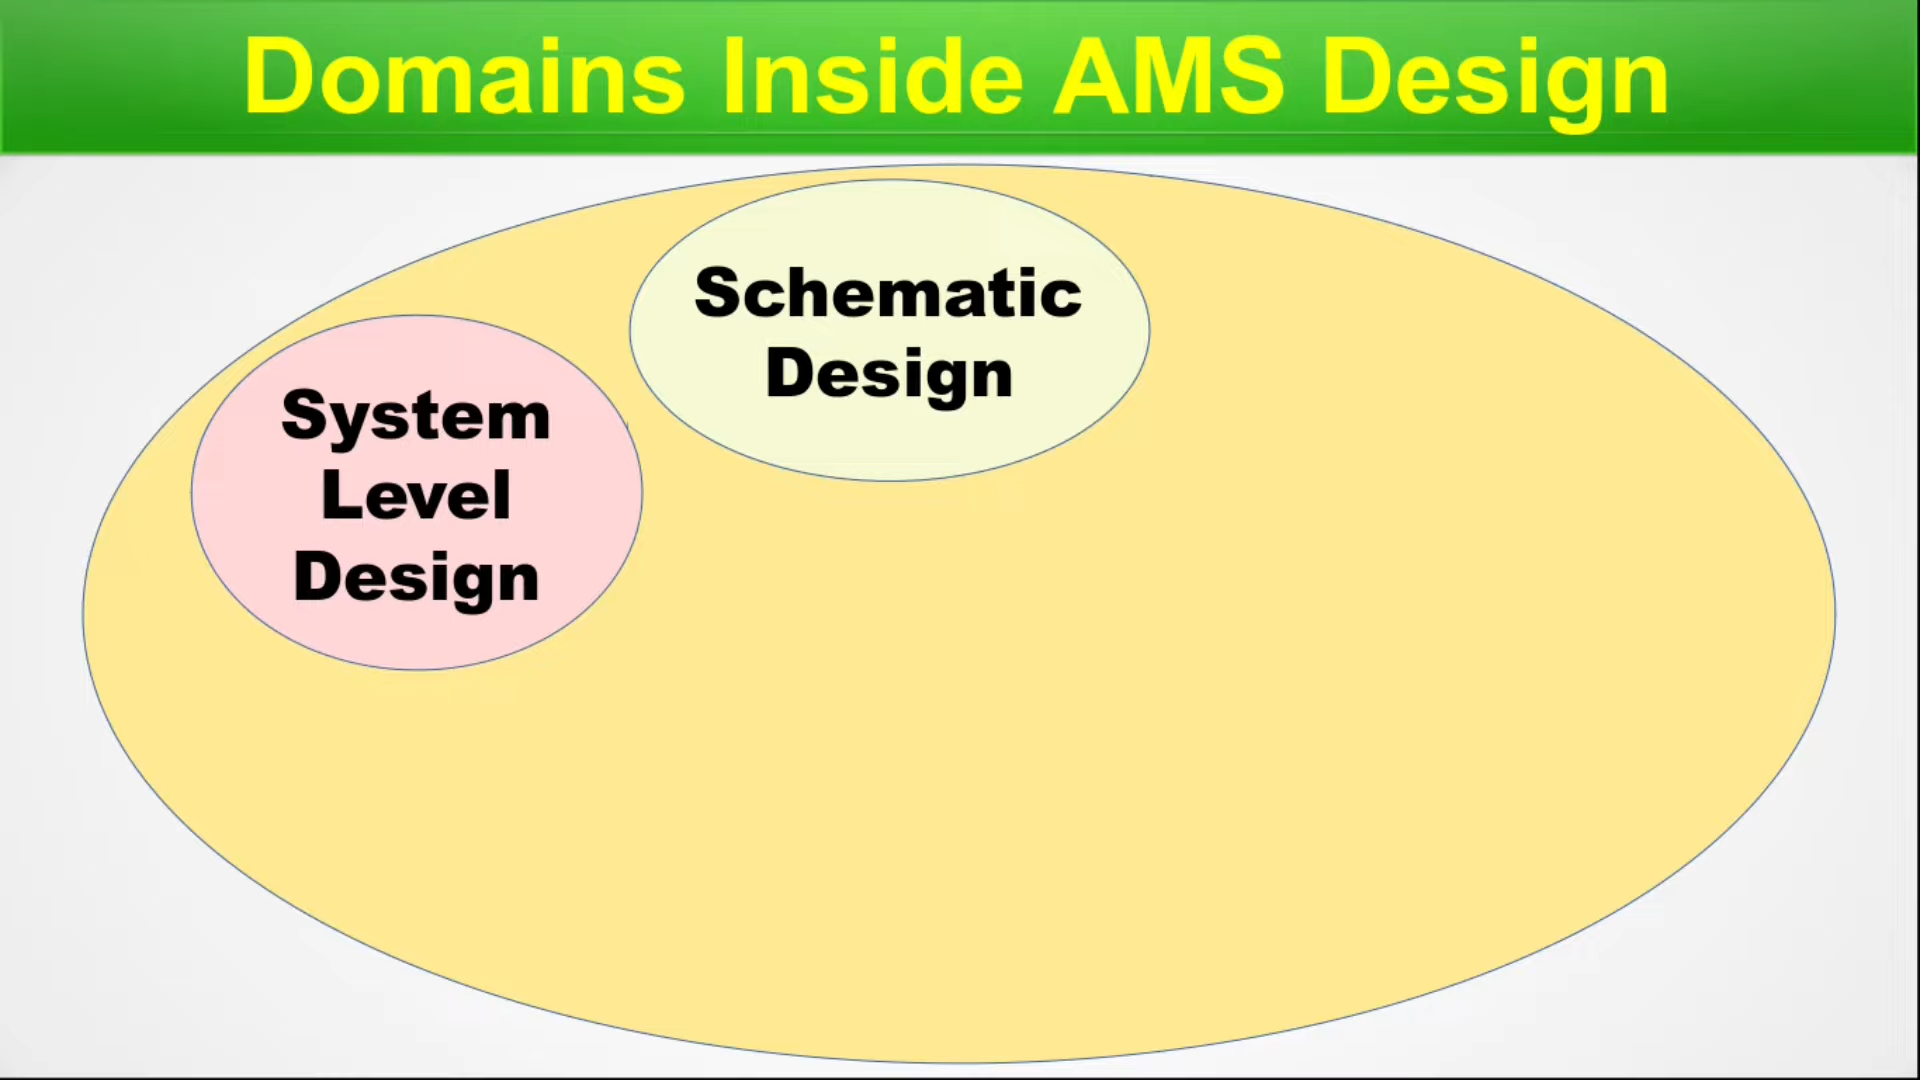 Domains Inside AMS Design
Schematic
Design
System
Level
Design